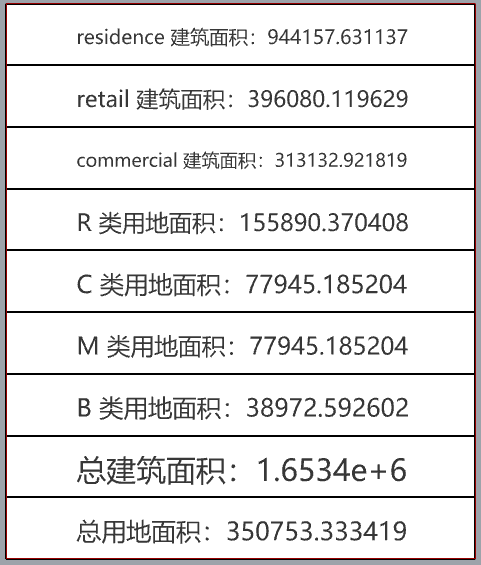 residence 建筑面积：944157.631137
retail 建筑面积：396080.119629
commercial 建筑面积：313132.921819
R 类用地面积：155890.370408
C 类用地面积：77945.185204
M 类用地面积：77945.185204
B 类用地面积：38972.592602
总建筑面积：1.6534e+6
总用地面积：350753.333419